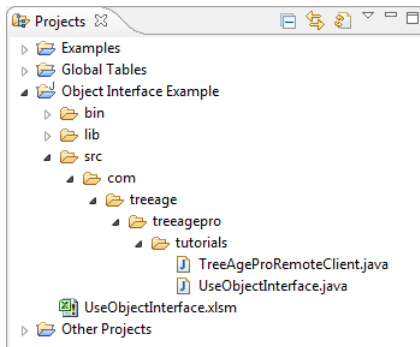 Projects
Examples
Global Tables
Object Interface Example
bin
lib
src
com
treeage
treeagepro
tutorials
TreeAgeProRemoteClient.java
UseObjectInterface.java
UseObjectInterface.xlsm
Other Projects